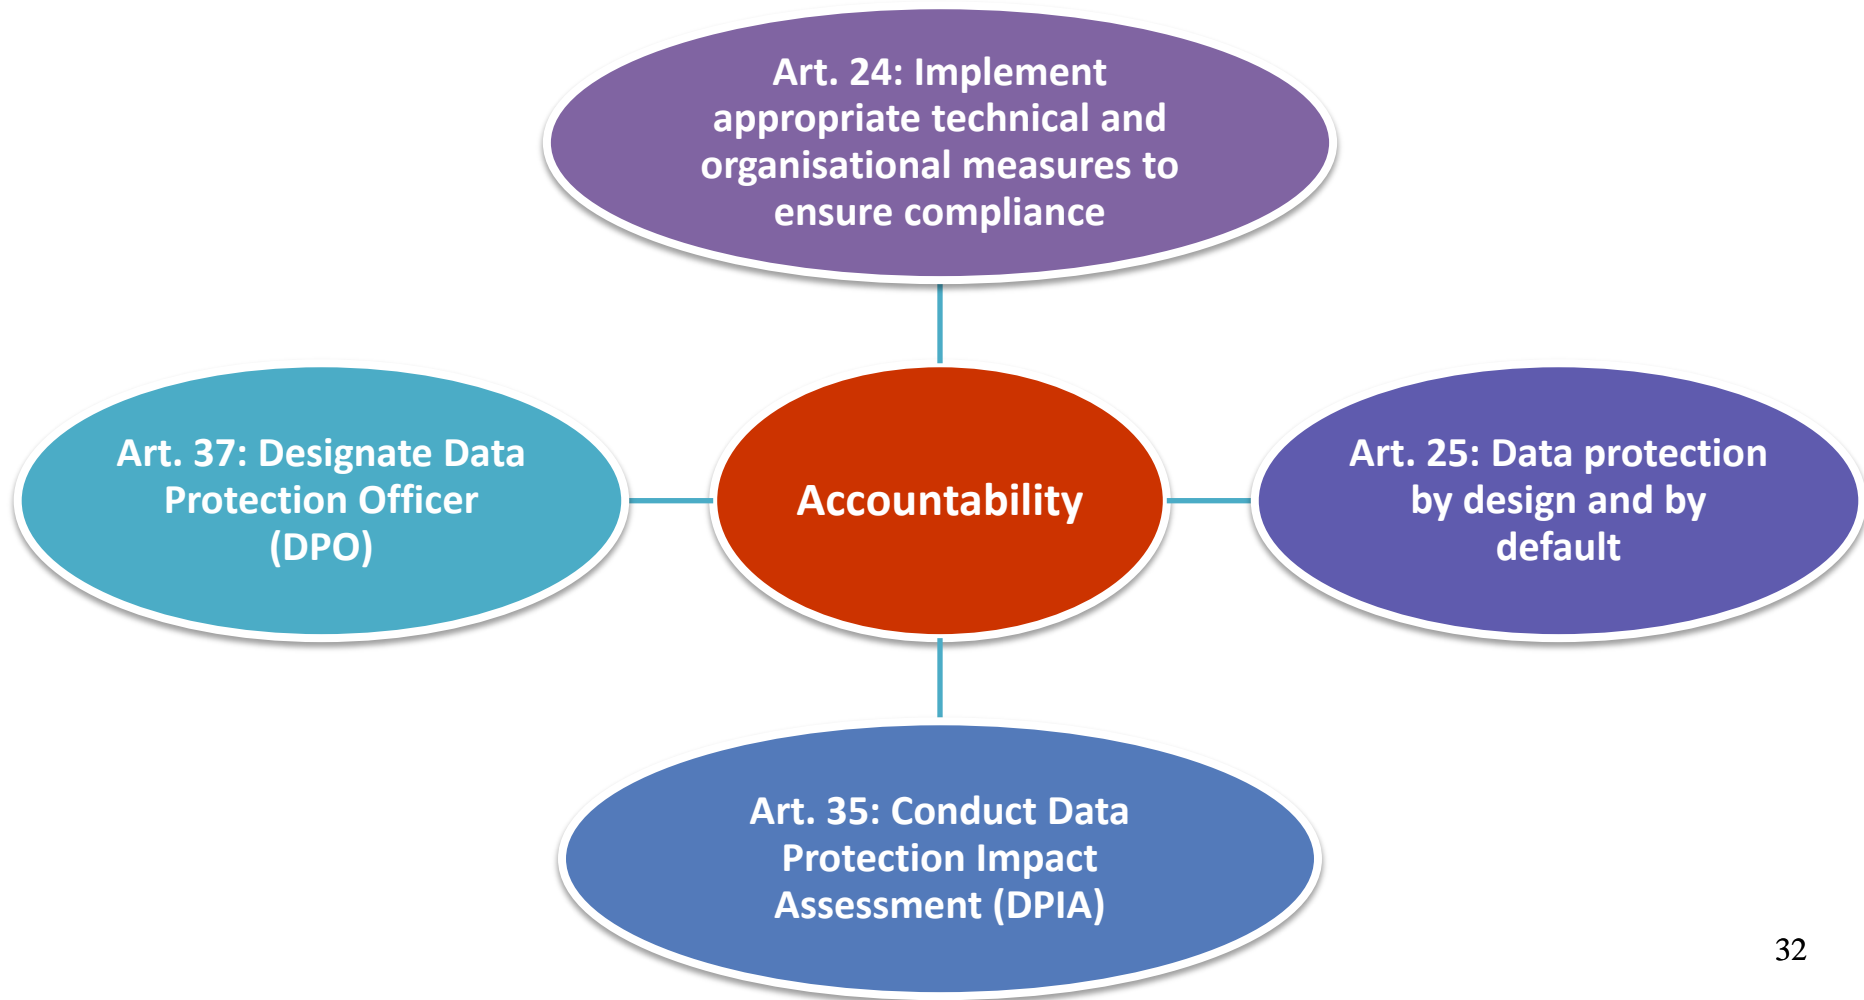 Art. 24: Implement
appropriate technical and
organisational measures to
ensure compliance
Art. 37: Designate Data
Protection Officer
(DPO)
Accountability
Art. 25: Data protection
by design and by
default
Art. 35: Conduct Data
Protection Impact
Assessment (DPIA)
32